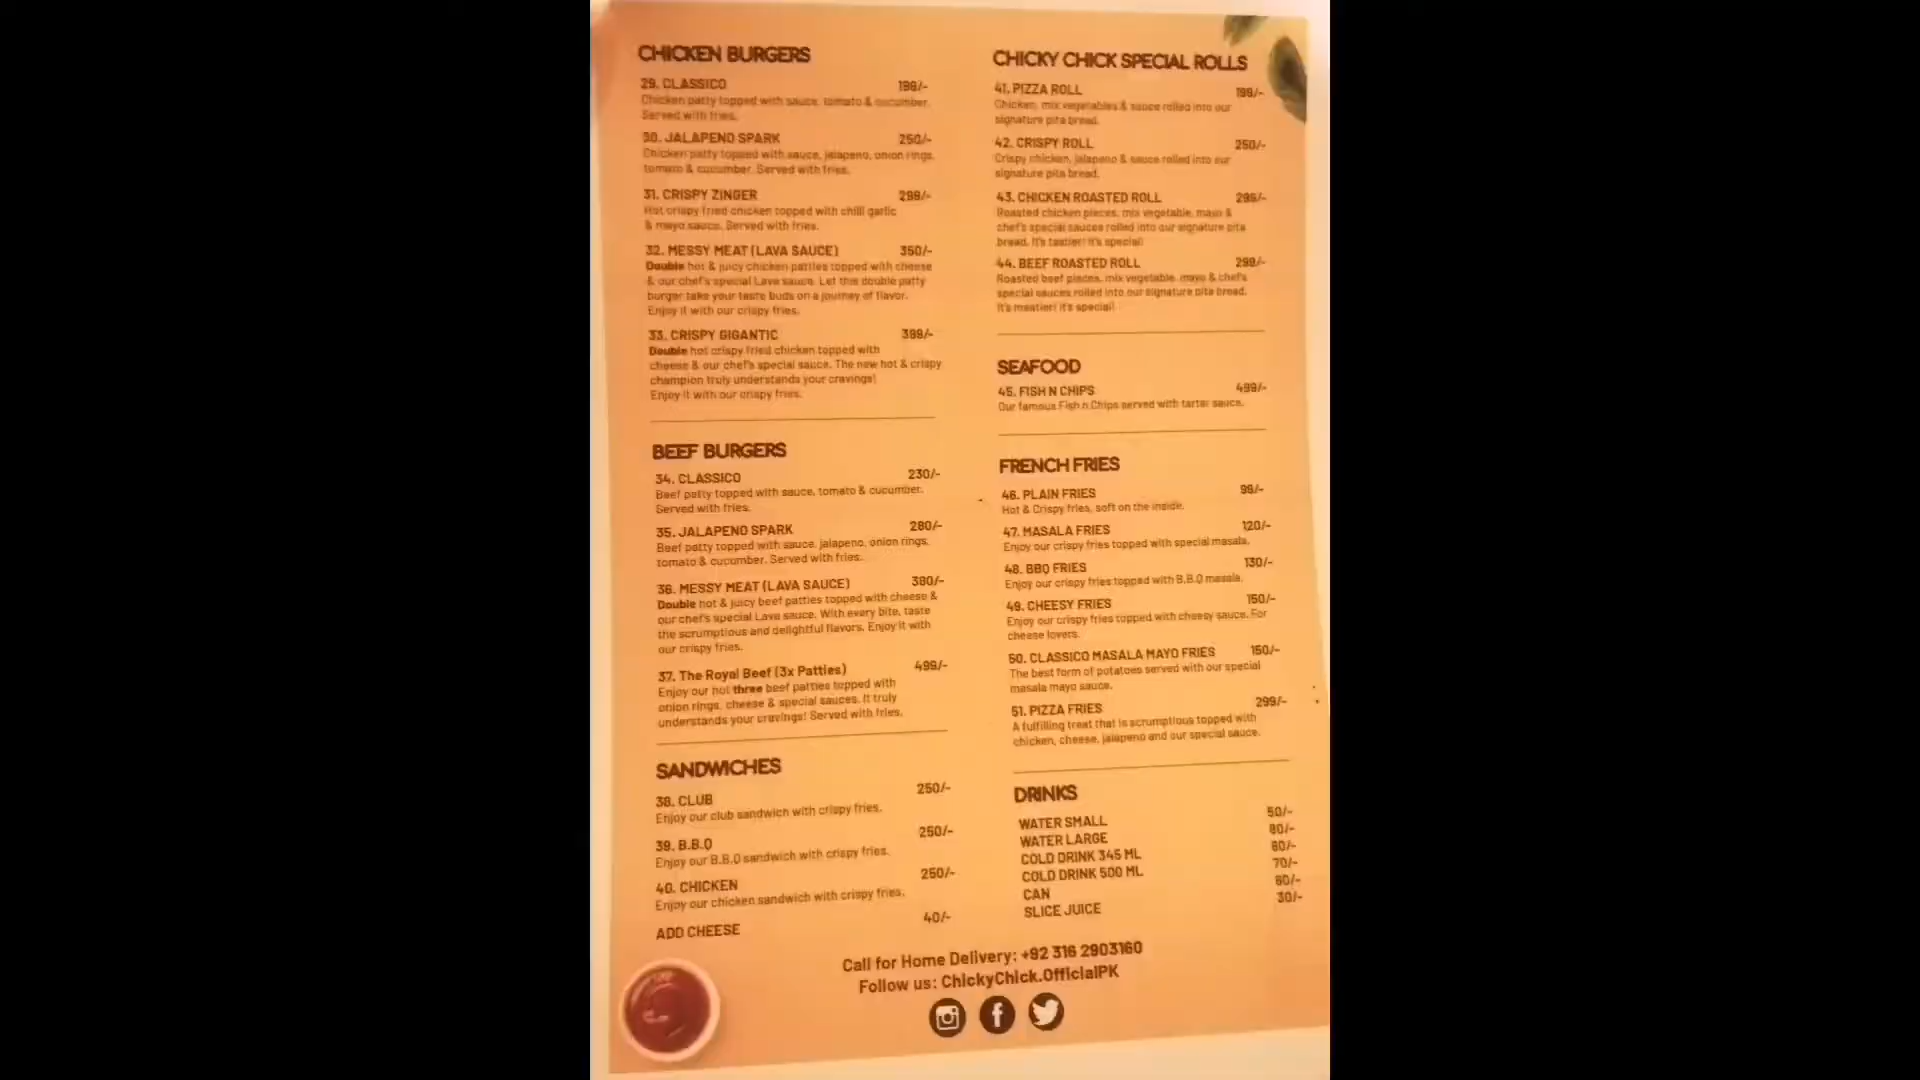 CHICKEN BURGERS
29. CLASSICO 199/-
Chicken patty topped with sauce, tomato & cucumber.
Served with fries.
30. JALAPENO SPARK 250/-
Chicken patty topped with sauce, jalapeno, onion rings,
tomato & cucumber. Served with fries.
31. CRISPY ZINGER 299/-
Hot crispy fried chicken topped with chilli garlic
& mayo sauce. Served with fries.
32. MESSY MEAT (LAVA SAUCE) 350/-
Double hot & juicy chicken patties topped with cheese
& our chef's special Lava sauce. Let this double patty
burger take your taste buds on a journey of flavor.
Enjoy it with our crispy fries.
33. CRISPY GIGANTIC 399/-
Double hot crispy fried chicken topped with
cheese & our chef's special sauce. The new hot & crispy
champion truly understands your cravings!
Enjoy it with our crispy fries.
BEEF BURGERS
34. CLASSICO 230/-
Beef patty topped with sauce, tomato & cucumber.
Served with fries.
35. JALAPENO SPARK 280/-
Beef patty topped with sauce, jalapeno, onion rings,
tomato & cucumber. Served with fries.
36. MESSY MEAT (LAVA SAUCE) 380/-
Double hot & juicy beef patties topped with cheese &
our chef's special Lava sauce. With every bite, taste
the scrumptious and delightful flavors. Enjoy it with
our crispy fries.
37. The Royal Beef (3x Patties) 499/-
Enjoy our hot three beef patties topped with
onion rings, cheese & special sauces. It truly
understands your cravings! Served with fries.
SANDWICHES
38. CLUB 250/-
Enjoy our club sandwich with crispy fries.
39. B.B.Q 250/-
Enjoy our B.B.Q sandwich with crispy fries.
40. CHICKEN 250/-
Enjoy our chicken sandwich with crispy fries.
ADD CHEESE 40/-
CHICKY CHICK SPECIAL ROLLS
41. PIZZA ROLL 199/-
Chicken, mix vegetables & sauce rolled into our
signature pita bread.
42. CRISPY ROLL 250/-
Crispy chicken, jalapeno & sauce rolled into our
signature pita bread.
43. CHICKEN ROASTED ROLL
Roasted chicken pieces, mix vegetable, mayo &
chef's special sauces rolled into our signature pita
bread. It's tastier! It's special!
44. BEEF ROASTED ROLL 299/-
Roasted beef pieces, mix vegetable, mayo & chef's
special sauces rolled into our signature pita bread.
It's meatier! it's special!
SEAFOOD
45. FISH N CHIPS 499/-
Our famous Fish n Chips served with tartar sauce.
FRENCH FRIES
46. PLAIN FRIES 99/-
Hot & Crispy fries, soft on the inside.
47. MASALA FRIES 120/-
Enjoy our crispy fries topped with special masala.
48. BBQ FRIES 130/-
Enjoy our crispy fries topped with B.B.Q masala.
49. CHEESY FRIES 150/-
Enjoy our crispy fries topped with cheesy sauce. For
cheese lovers.
50. CLASSICO MASALA MAYO FRIES 150/-
The best form of potatoes served with our special
masala mayo sauce.
51. PIZZA FRIES 299/-
A fulfilling treat that is scrumptious topped with
chicken, cheese, jalapeno and our special sauce.
DRINKS
WATER SMALL 50/-
WATER LARGE
COLD DRINK 345 ML
COLD DRINK 500 ML 70/-
CAN
SLICE JUICE 30/-
Call for Home Delivery: +92 316 2903160
Follow us: ChickyChick.OfficialPK